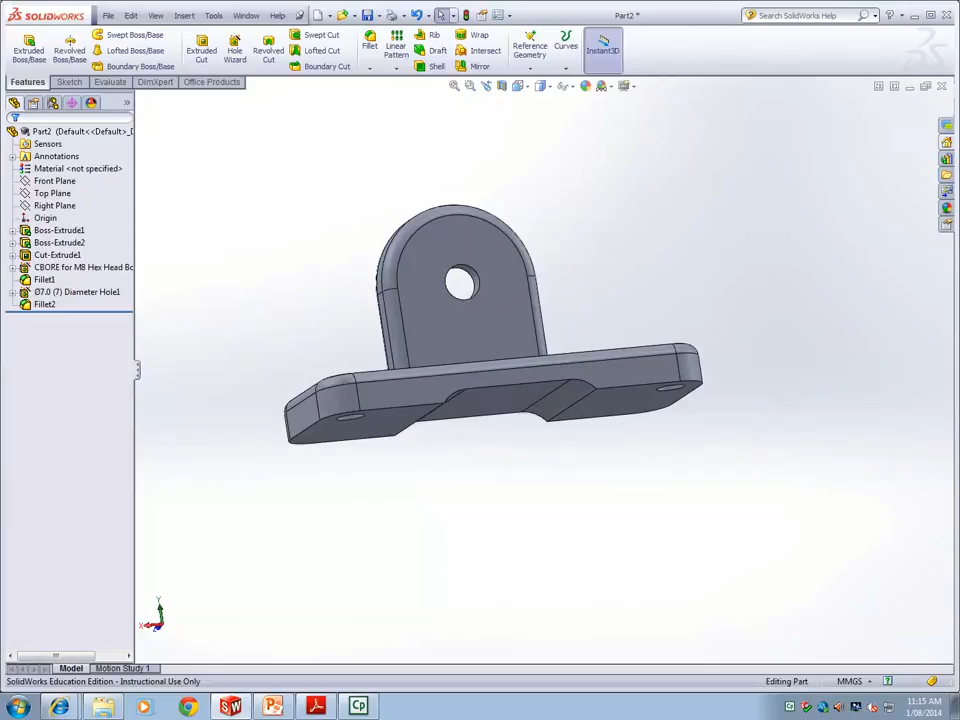 SOLIDWORKS File Edit View Insert Tools Window Help Part2 * Search SolidWorks Help
Extruded Boss/Base Revolved Boss/Base Swept Boss/Base Lofted Boss/Base Boundary Boss/Base Extruded Cut Hole Wizard Revolved Cut Swept Cut Lofted Cut Boundary Cut Fillet Linear Pattern Rib Draft Shell Wrap Intersect Mirror Reference Geometry Curves Instant3D
Features Sketch Evaluate DimXpert Office Products
Part2 (Default<<Default>_D
Sensors
Annotations
Material <not specified>
Front Plane
Top Plane
Right Plane
Origin
Boss-Extrude1
Boss-Extrude2
Cut-Extrude1
CBORE for M8 Hex Head Bo
Fillet1
Ø7.0 (7) Diameter Hole1
Fillet2
Y
X
Z
Model Motion Study 1
SolidWorks Education Edition - Instructional Use Only Editing Part MMGS
11:15 AM
1/08/2014